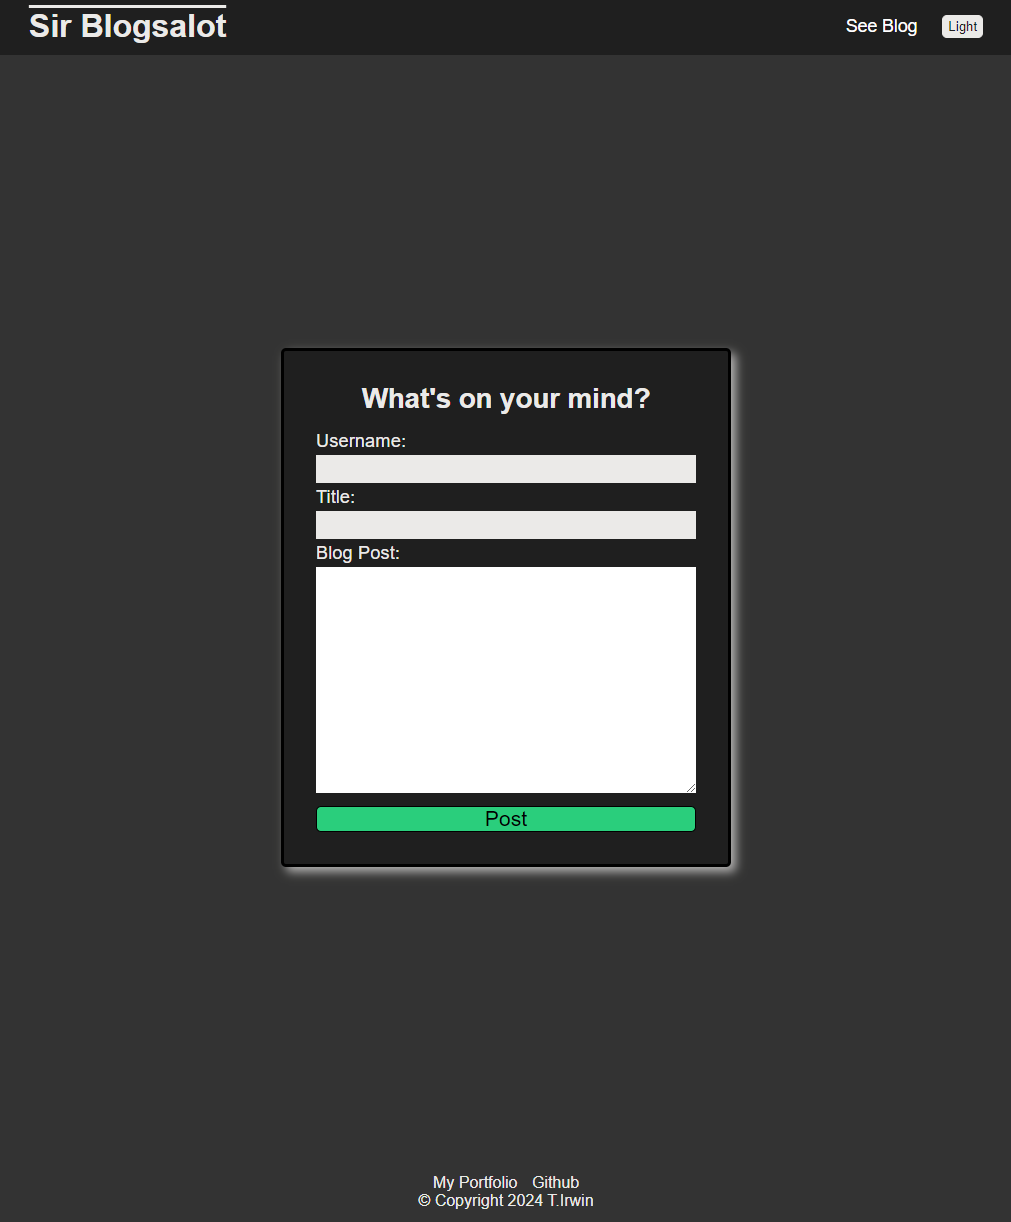 Sir Blogsalot
See Blog Light
What's on your mind?
Username:
Title:
Blog Post:
Post
My Portfolio Github
© Copyright 2024 T.Irwin